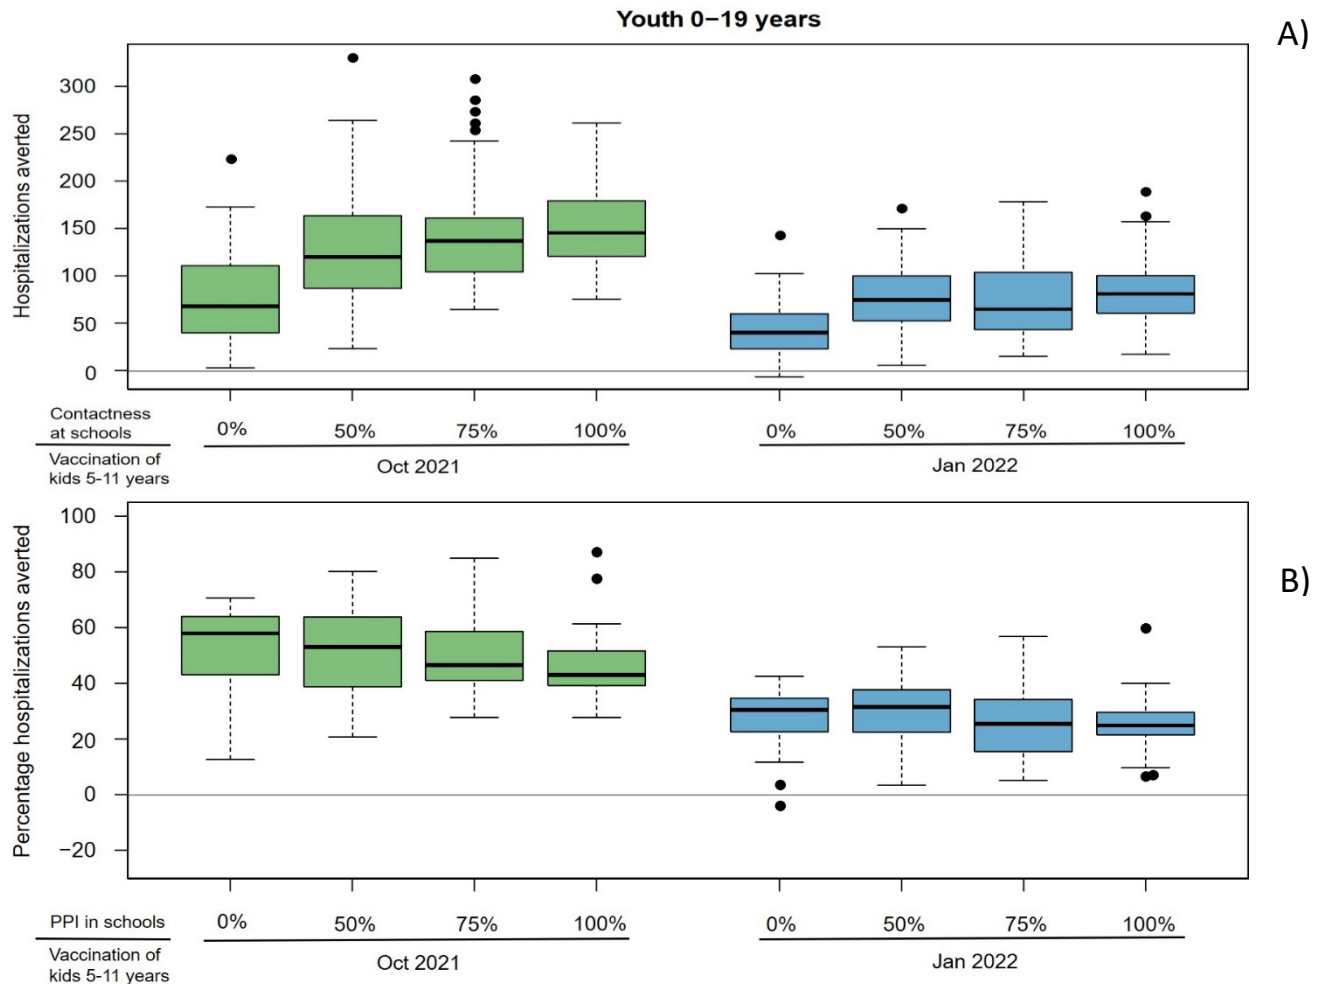 Youth 0−19 years
A)
Hospitalizations averted
300
250
200
150
100
50
0
Contactness
at schools
0% 50% 75% 100% 0% 50% 75% 100%
Vaccination of
kids 5-11 years
Oct 2021 Jan 2022
B)
Percentage hospitalizations averted
100
80
60
40
20
0
−20
PPI in schools 0% 50% 75% 100% 0% 50% 75% 100%
Vaccination of
kids 5-11 years
Oct 2021 Jan 2022